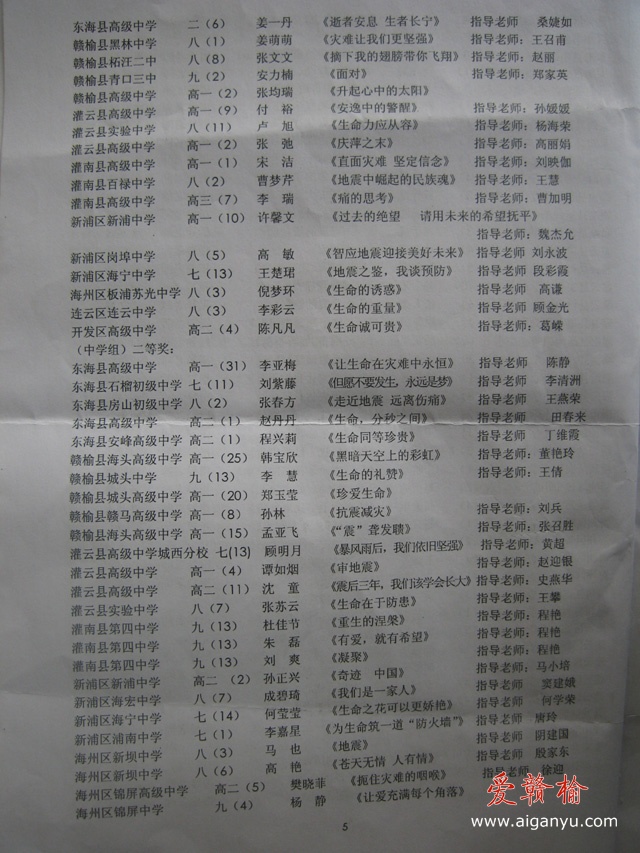 东海县高级中学 二（6） 姜一丹 《逝者安息 生者长宁》 指导老师 桑婕如
赣榆县黑林中学 八（1） 姜萌萌 《灾难让我们更坚强》 指导老师：王召甫
赣榆县柘汪二中 八（8） 张文文 《摘下我的翅膀带你飞翔》 指导老师：赵丽
赣榆县青口三中 九（2） 安力楠 《面对》 指导老师：郑家英
赣榆县高级中学 高一（2） 张均瑞 《升起心中的太阳》
灌云县高级中学 高一（9） 付 裕 《安逸中的警醒》 指导老师：孙媛媛
灌云县实验中学 八（11） 卢 旭 《生命力应从容》 指导老师：杨海荣
灌云县高级中学 高一（2） 张 弛 《庆萍之末》 指导老师：高丽娟
灌南县高级中学 高一（1） 宋 洁 《直面灾难 坚定信念》 指导老师：刘映伽
灌南县百禄中学 八（2） 曹梦芹 《地震中崛起的民族魂》 指导老师：王慧
灌南县高级中学 高三（7） 李 瑞 《痛的思考》 指导老师：曹加明
新浦区新浦中学 高一（10） 许馨文 《过去的绝望 请用未来的希望抚平》
指导老师：魏杰允
新浦区岗埠中学 八（5） 高 敏 《智应地震迎接美好未来》 指导老师 刘永波
新浦区海宁中学 七（13） 王楚珺 《地震之鉴，我谈预防》 指导老师 段彩霞
海州区板浦苏光中学 八（3） 倪梦环 《生命的诱惑》 指导老师： 高谦
连云区连云中学 八（3） 李彩云 《生命的重量》 指导老师 顾金光
开发区高级中学 高二（4） 陈凡凡 《生命诚可贵》 指导老师：葛嵘
（中学组）二等奖：
东海县高级中学 高一（31） 李亚梅 《让生命在灾难中永恒》 指导老师 陈静
东海县石榴初级中学 七（11） 刘紫藤 《但愿不要发生，永远是梦》 指导老师 李清洲
东海县房山初级中学 八（2） 张春方 《走近地震 远离伤痛》 指导老师 王燕荣
东海县高级中学 高二（1） 赵丹丹 《生命，分秒之间》 指导老师 田春来
东海县安峰高级中学 高二（1） 程兴莉 《生命同等珍贵》 指导老师 丁维霞
赣榆县海头高级中学 高一（25） 韩宝欣 《黑暗天空上的彩虹》 指导老师：董艳玲
赣榆县城头中学 九（13） 李 慧 《生命的礼赞》 指导老师：王倩
赣榆县城头高级中学 高一（20） 郑玉莹 《珍爱生命》
赣榆县赣马高级中学 高一（8） 孙林 《抗震减灾》 指导老师：刘兵
赣榆县海头高级中学 高一（15） 孟亚飞 《“震”聋发聩》 指导老师：张召胜
灌云县高级中学城西分校 七(13) 顾明月 《暴风雨后，我们依旧坚强》 指导老师：黄超
灌云县高级中学 高一（4） 谭如烟 《审地震》 指导老师：赵迎银
灌云县高级中学 高二（11） 沈 童 《震后三年，我们该学会长大》 指导老师：史燕华
灌云县实验中学 八（7） 张苏云 《生命在于防患》 指导老师：王攀
灌南县第四中学 九（13） 杜佳节 《重生的涅槃》 指导老师：程艳
灌南县第四中学 九（13） 朱 磊 《有爱，就有希望》 指导老师：程艳
灌南县第四中学 九（13） 刘 爽 《凝聚》 指导老师：程艳
新浦区新浦中学 高二（2） 孙正兴 《奇迹 中国》 指导老师：马小培
新浦区海宏中学 八（7） 成碧琦 《我们是一家人》 指导老师 窦建娥
新浦区海宁中学 七（14） 何莹莹 《生命之花可以更娇艳》 指导老师： 何学荣
新浦区浦南中学 七（1） 李嘉星 《为生命筑一道“防火墙”》 指导老师 唐玲
海州区新坝中学 八（3） 马 也 《地震》 指导老师： 阴建国
海州区新坝中学 八（6） 高 艳 《苍天无情 人有情》 指导老师： 殷家东
海州区锦屏高级中学 高二（5） 樊晓菲 《扼住灾难的咽喉》 指导老师： 徐迎
海州区锦屏中学 九（4） 杨 静 《让爱充满每个角落》
5
爱赣榆
www.aiganyu.com